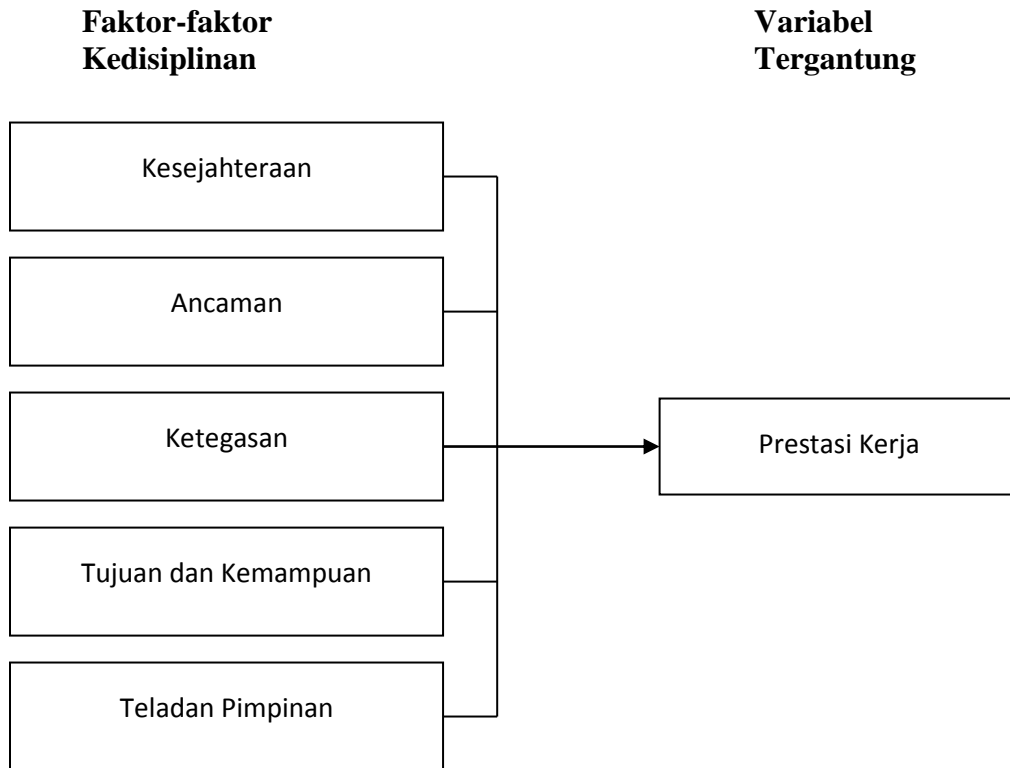 Faktor-faktor
Kedisiplinan
Variabel
Tergantung
Kesejahteraan
Ancaman
Ketegasan
Prestasi Kerja
Tujuan dan Kemampuan
Teladan Pimpinan